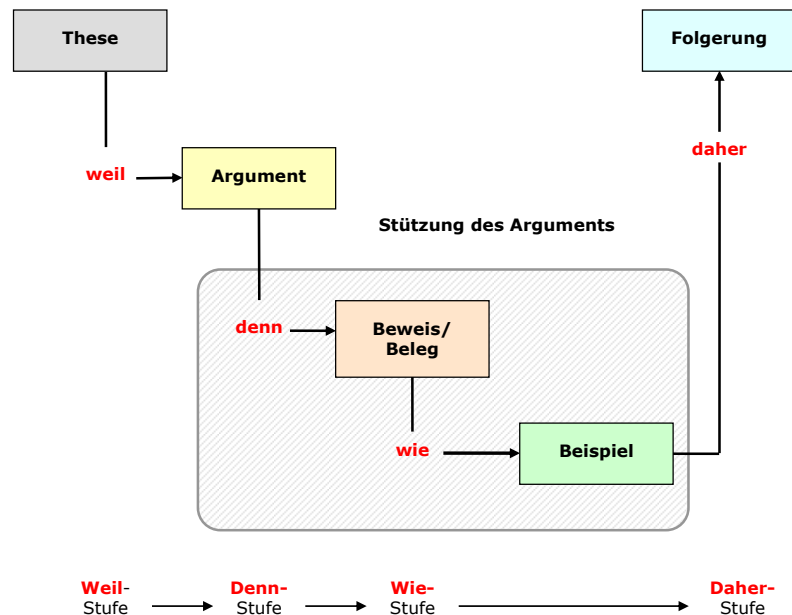 These
Folgerung
weil
Argument
daher
Stützung des Arguments
denn
Beweis/
Beleg
wie
Beispiel
Weil-
Stufe
Denn-
Stufe
Wie-
Stufe
Daher-
Stufe